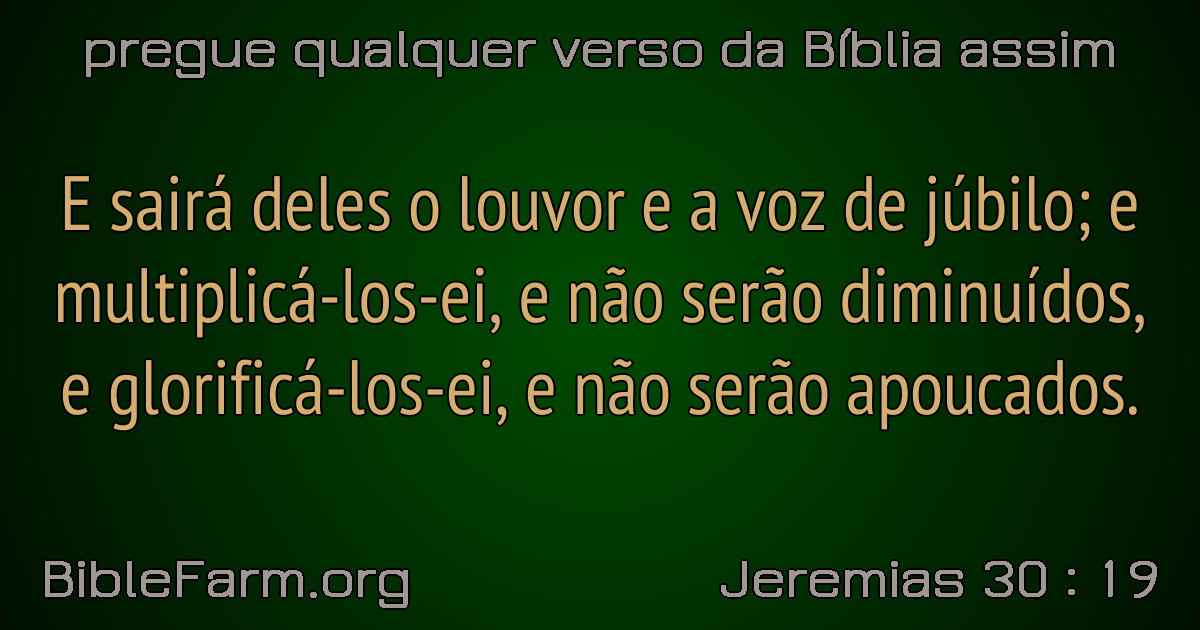 pregue qualquer verso da Bíblia assim
E sairá deles o louvor e a voz de júbilo; e
multiplicá-los-ei, e não serão diminuídos,
e glorificá-los-ei, e não serão apoucados.
BibleFarm.org
Jeremias 30 : 19